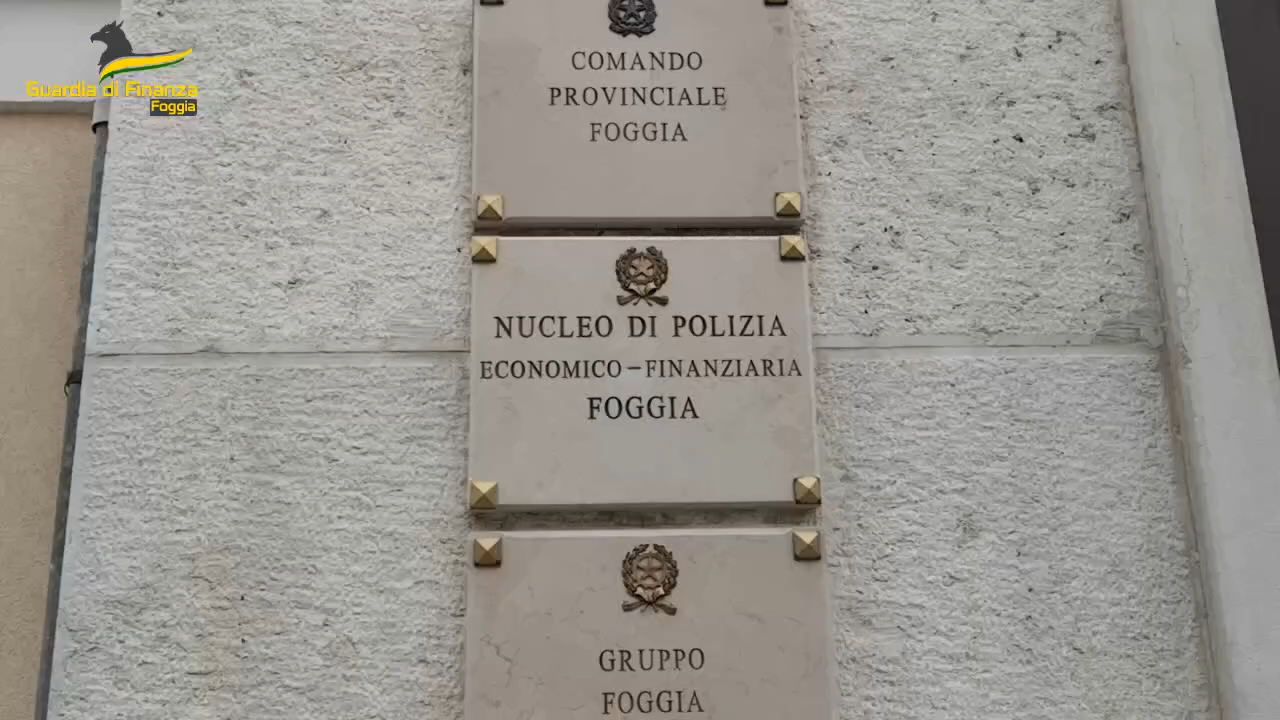 Guardia di Finanza
Foggia
COMANDO
PROVINCIALE
FOGGIA
NUCLEO DI POLIZIA
ECONOMICO-FINANZIARIA
FOGGIA
GRUPPO
FOGGIA